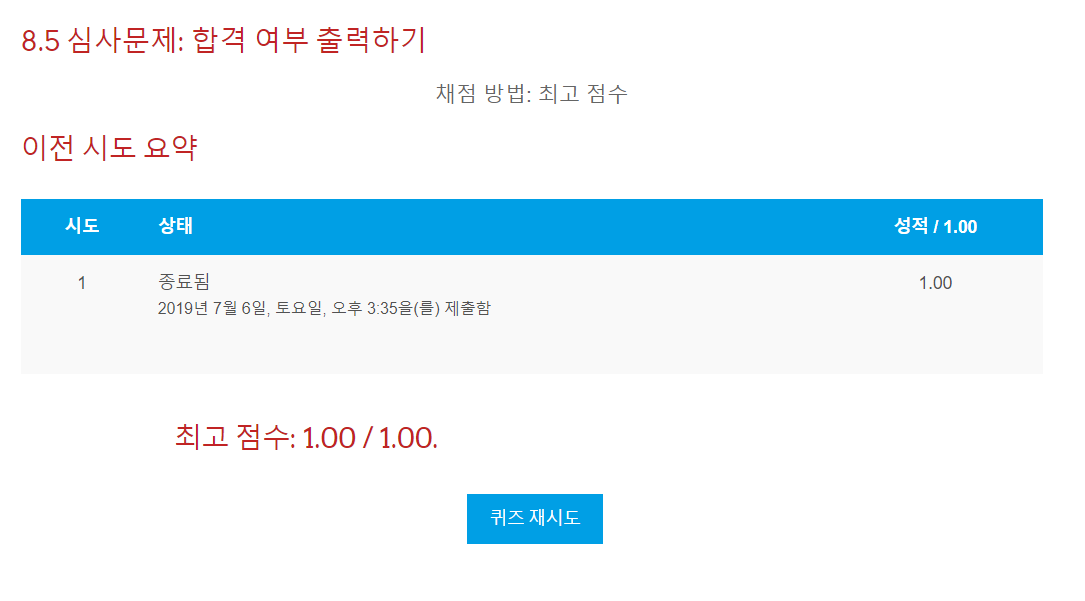 8.5 심사문제: 합격 여부 출력하기
채점 방법: 최고 점수
이전 시도 요약
시도 상태 성적 / 1.00
1 종료됨 1.00
2019년 7월 6일, 토요일, 오후 3:35을(를) 제출함
최고 점수: 1.00 / 1.00.
퀴즈 재시도